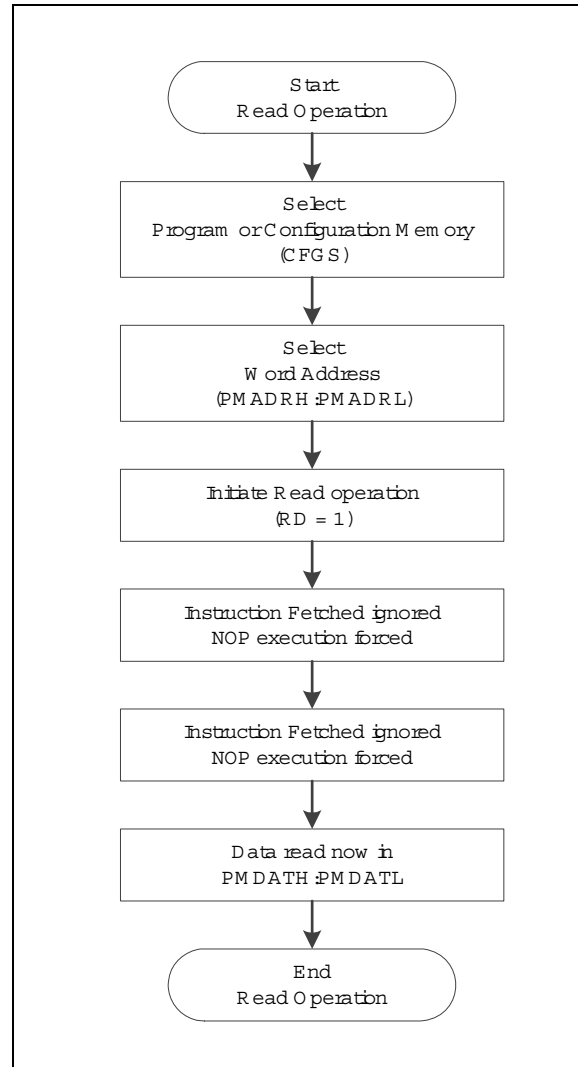 Start
Read Operation
Select
Program or Configuration Memory
(CFGS)
Select
Word Address
(PMADRH:PMADRL)
Initiate Read operation
(RD = 1)
Instruction Fetched ignored
NOP execution forced
Instruction Fetched ignored
NOP execution forced
Data read now in
PMDATH:PMDATL
End
Read Operation